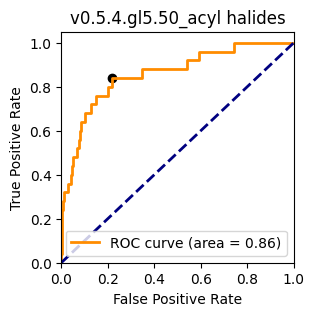 v0.5.4.gl5.50_acyl halides
True Positive Rate
1.0
0.8
0.6
0.4
0.2
0.0
ROC curve (area = 0.86)
0.0 0.2 0.4 0.6 0.8 1.0
False Positive Rate